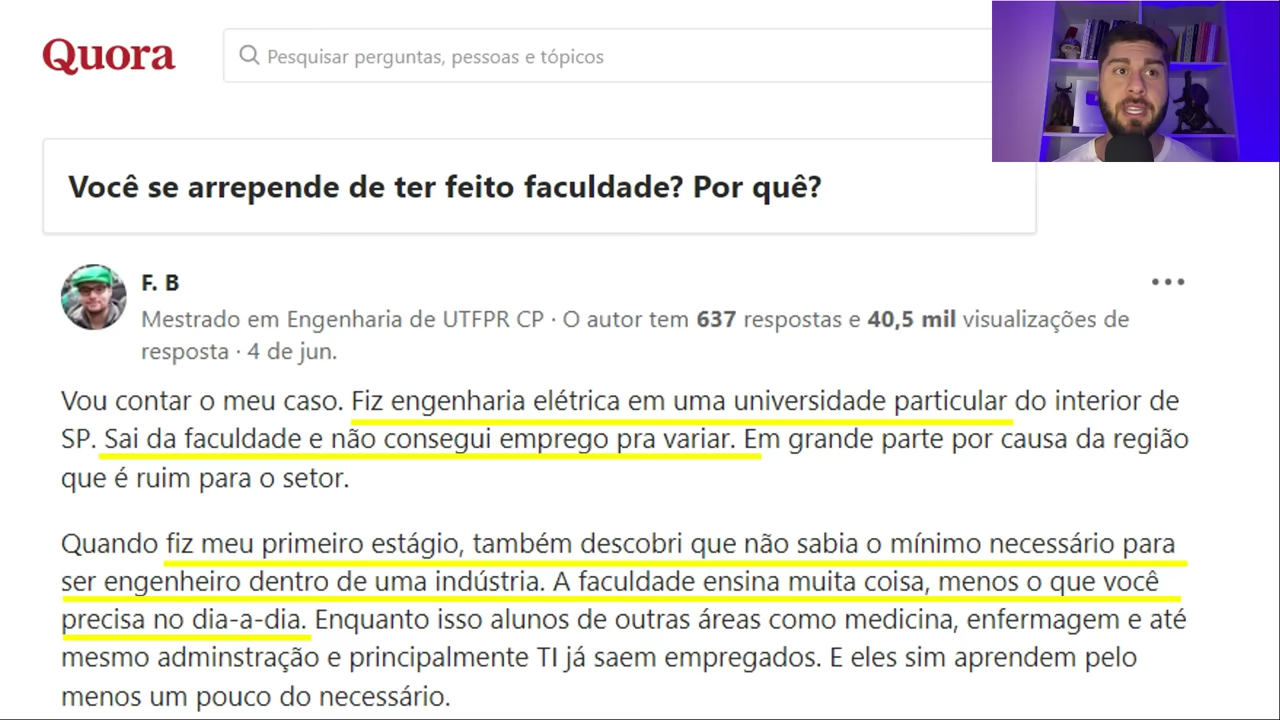 Quora
Pesquisar perguntas, pessoas e tópicos
Você se arrepende de ter feito faculdade? Por quê?
F. B
Mestrado em Engenharia de UTFPR CP · O autor tem 637 respostas e 40,5 mil visualizações de
resposta · 4 de jun.
Vou contar o meu caso. Fiz engenharia elétrica em uma universidade particular do interior de
SP. Sai da faculdade e não consegui emprego pra variar. Em grande parte por causa da região
que é ruim para o setor.
Quando fiz meu primeiro estágio, também descobri que não sabia o mínimo necessário para
ser engenheiro dentro de uma indústria. A faculdade ensina muita coisa, menos o que você
precisa no dia-a-dia. Enquanto isso alunos de outras áreas como medicina, enfermagem e até
mesmo adminstração e principalmente TI já saem empregados. E eles sim aprendem pelo
menos um pouco do necessário.